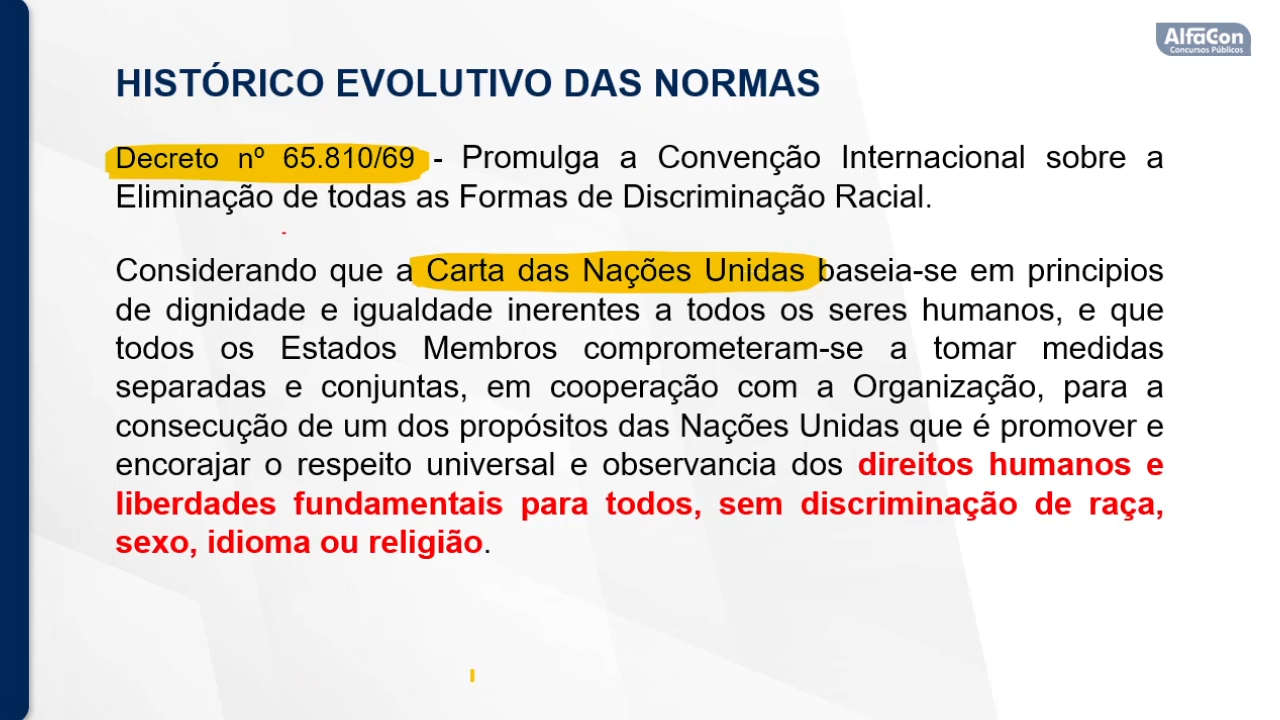 AlfaCon
Concursos Públicos
HISTÓRICO EVOLUTIVO DAS NORMAS
Decreto nº 65.810/69 - Promulga a Convenção Internacional sobre a
Eliminação de todas as Formas de Discriminação Racial.
Considerando que a Carta das Nações Unidas baseia-se em principios
de dignidade e igualdade inerentes a todos os seres humanos, e que
todos os Estados Membros comprometeram-se a tomar medidas
separadas e conjuntas, em cooperação com a Organização, para a
consecução de um dos propósitos das Nações Unidas que é promover e
encorajar o respeito universal e observancia dos direitos humanos e
liberdades fundamentais para todos, sem discriminação de raça,
sexo, idioma ou religião.